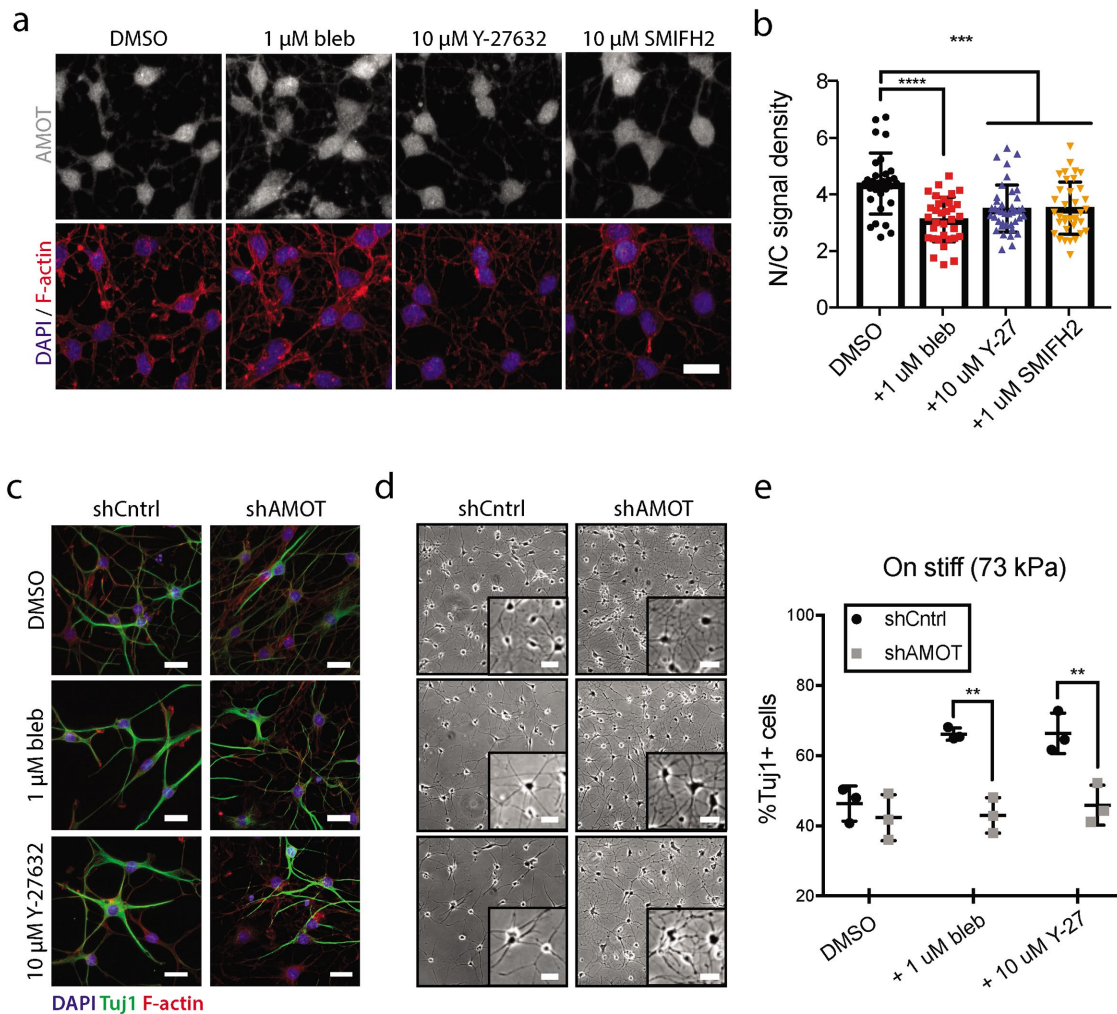 a
DMSO
1 µM bleb
10 µM Y-27632
10 µM SMIFH2
AMOT
DAPI / F-actin
b
***
****
N/C signal density
8
6
4
2
0
DMSO
+1 uM bleb
+10 uM Y-27
+1 uM SMIFH2
c
shCntrl
shAMOT
DMSO
1 µM bleb
10 µM Y-27632
DAPI Tuj1 F-actin
d
shCntrl
shAMOT
e
On stiff (73 kPa)
shCntrl
shAMOT
**
**
%Tuj1+ cells
100
80
60
40
20
DMSO
+ 1 uM bleb
+ 10 uM Y-27